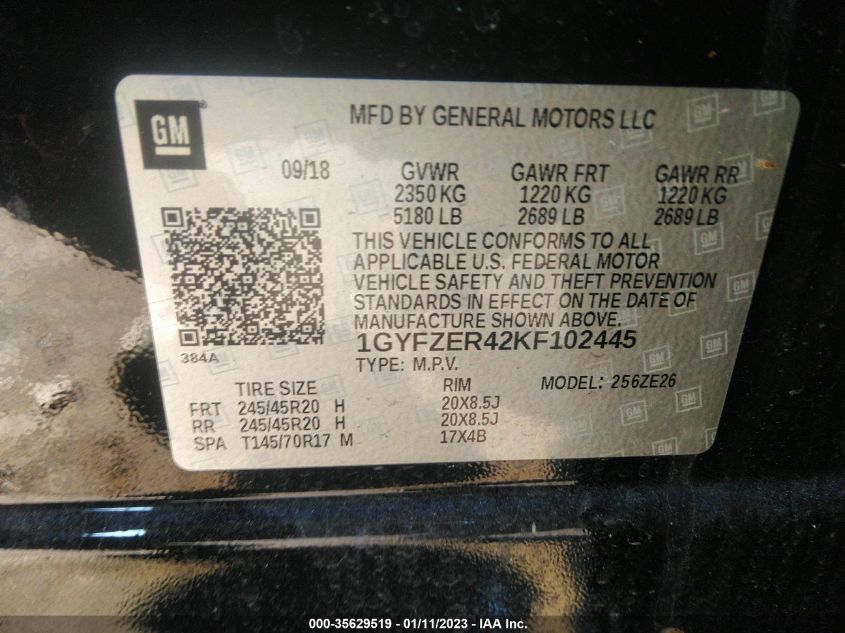 GM
MFD BY GENERAL MOTORS LLC
09/18 GVWR GAWR FRT GAWR RR
2350 KG 1220 KG 1220 KG
5180 LB 2689 LB 2689 LB
THIS VEHICLE CONFORMS TO ALL
APPLICABLE U.S. FEDERAL MOTOR
VEHICLE SAFETY AND THEFT PREVENTION
STANDARDS IN EFFECT ON THE DATE OF
MANUFACTURE SHOWN ABOVE.
384A
1GYFZER42KF102445
TYPE: M.P.V.
TIRE SIZE RIM MODEL: 256ZE26
FRT 245/45R20 H 20X8.5J
RR 245/45R20 H 20X8.5J
SPA T145/70R17 M 17X4B
000-35629519 - 01/11/2023 - IAA Inc.